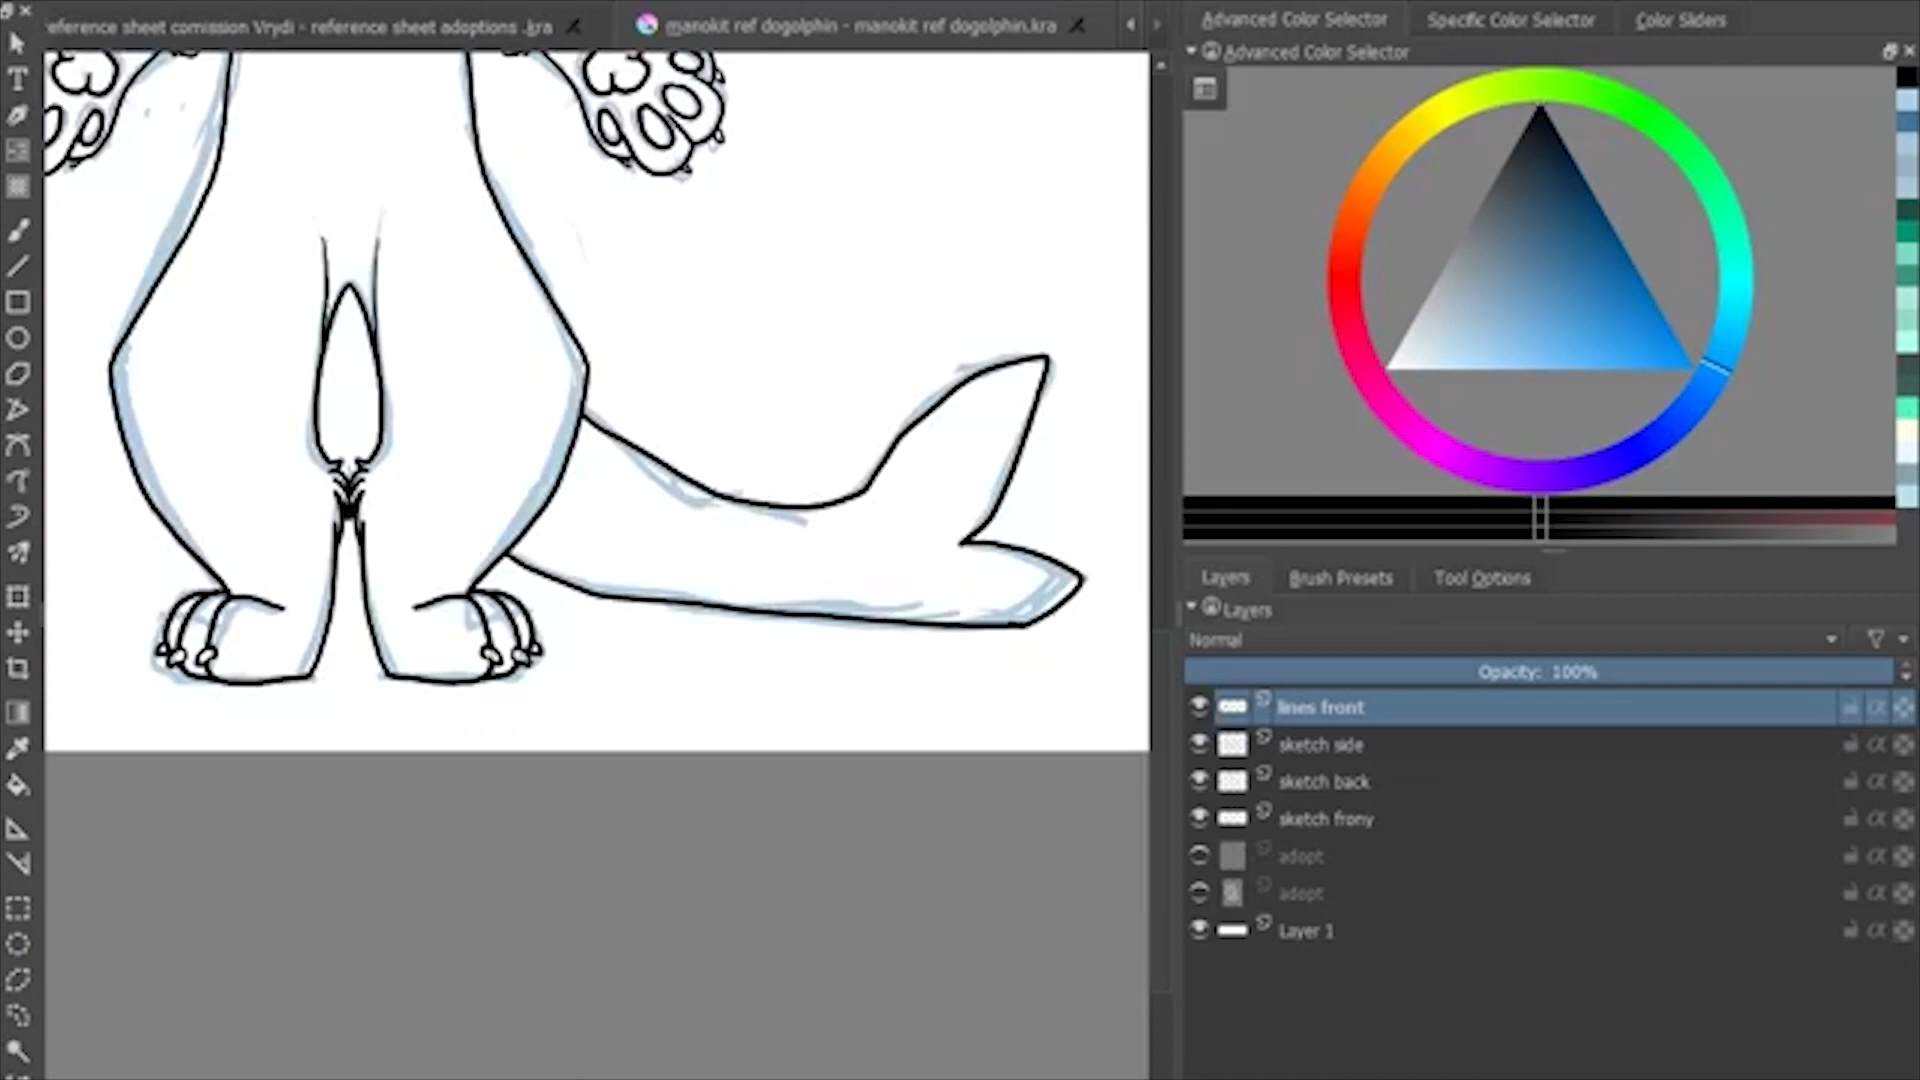 eference sheet comission Vrydi - reference sheet adoptions .kra
manokit ref dogolphin - manokit ref dogolphin.kra
Advanced Color Selector
Specific Color Selector
Color Sliders
Advanced Color Selector
Layers
Brush Presets
Tool Options
Layers
Normal
Opacity: 100%
lines front
sketch side
sketch back
sketch frony
adopt
adopt
Layer 1